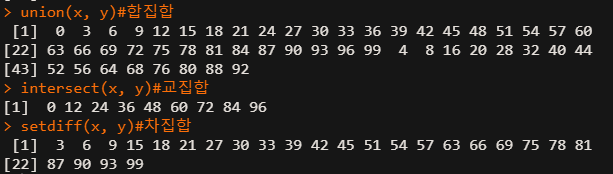 > union(x, y)#합집합
 [1]  0  3  6  9 12 15 18 21 24 27 30 33 36 39 42 45 48 51 54 57 60
[22] 63 66 69 72 75 78 81 84 87 90 93 96 99  4  8 16 20 28 32 40 44
[43] 52 56 64 68 76 80 88 92
> intersect(x, y)#교집합
[1]  0 12 24 36 48 60 72 84 96
> setdiff(x, y)#차집합
 [1]  3  6  9 15 18 21 27 30 33 39 42 45 51 54 57 63 66 69 75 78 81
[22] 87 90 93 99